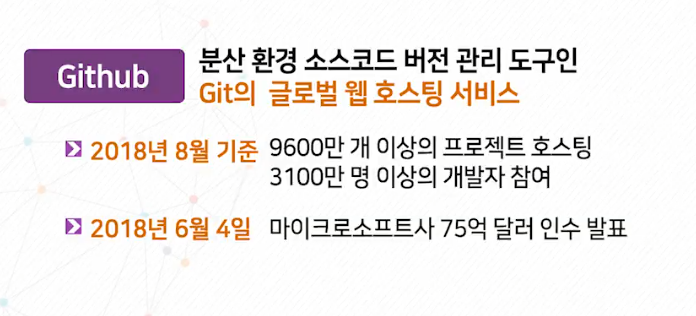 Github
분산 환경 소스코드 버전 관리 도구인
Git의 글로벌 웹 호스팅 서비스
2018년 8월 기준 9600만 개 이상의 프로젝트 호스팅
3100만 명 이상의 개발자 참여
2018년 6월 4일 마이크로소프트사 75억 달러 인수 발표